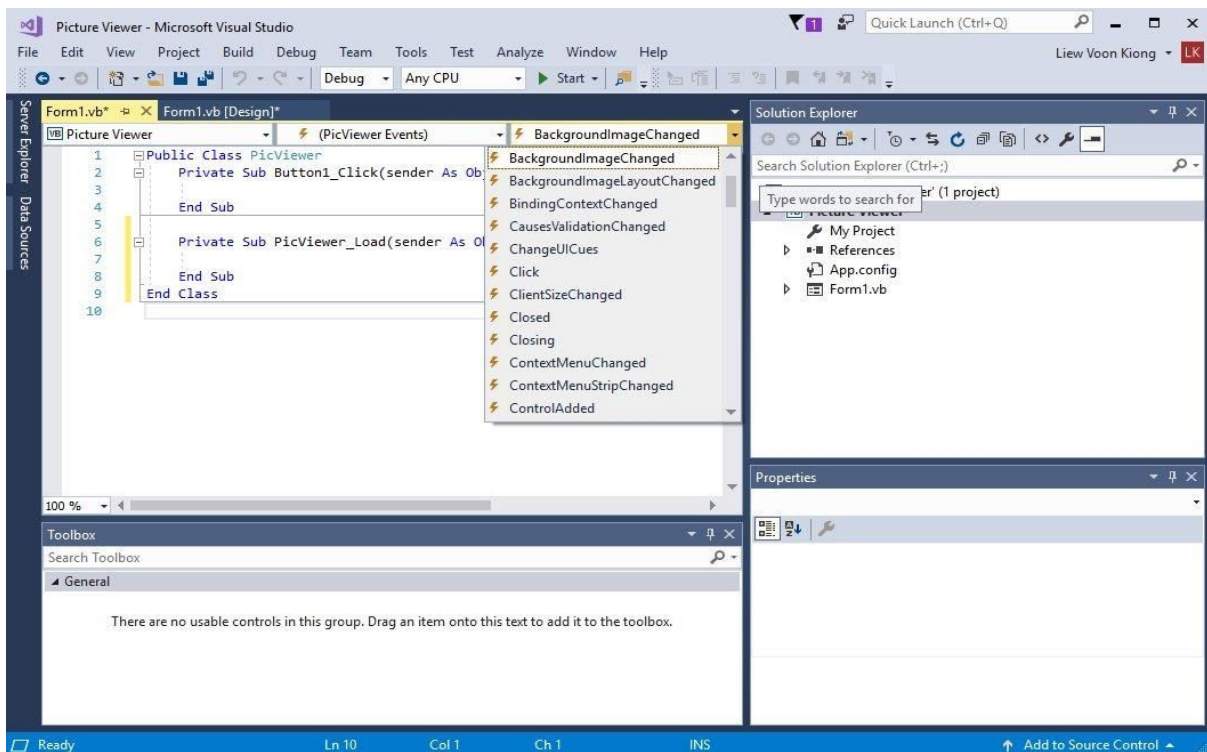 Picture Viewer - Microsoft Visual Studio
1
Quick Launch (Ctrl+Q)
File Edit View Project Build Debug Team Tools Test Analyze Window Help
Liew Voon Kiong LK
Debug Any CPU Start
Server Explorer
Data Sources
Form1.vb* Form1.vb [Design]*
VB Picture Viewer (PicViewer Events) BackgroundImageChanged
1 Public Class PicViewer
2 Private Sub Button1_Click(sender As Ob
3
4 End Sub
5
6 Private Sub PicViewer_Load(sender As Ob
7
8 End Sub
9 End Class
10
BackgroundImageChanged
BackgroundImageLayoutChanged
BindingContextChanged
CausesValidationChanged
ChangeUICues
Click
ClientSizeChanged
Closed
Closing
ContextMenuChanged
ContextMenuStripChanged
ControlAdded
100 %
Toolbox
Search Toolbox
General
There are no usable controls in this group. Drag an item onto this text to add it to the toolbox.
Solution Explorer
Search Solution Explorer (Ctrl+;)
er' (1 project)
Type words to search for
Picture Viewer
My Project
References
App.config
Form1.vb
Properties
Ready Ln 10 Col 1 Ch 1 INS Add to Source Control